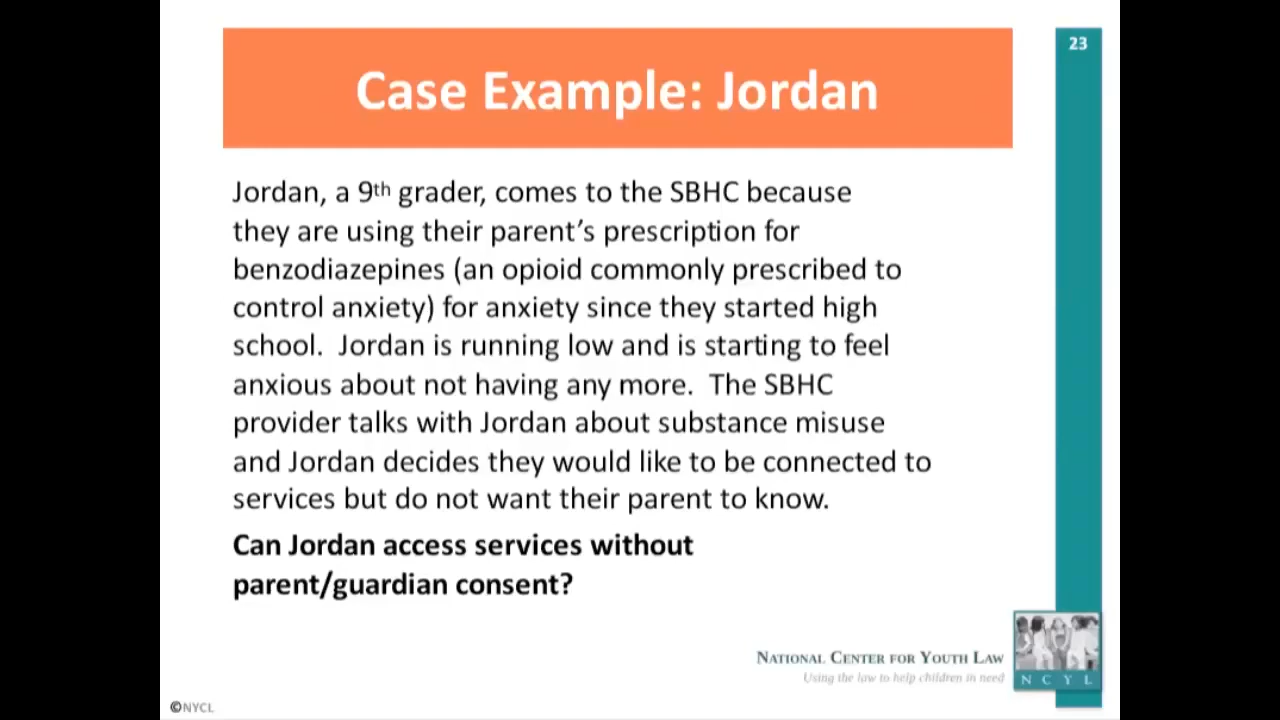 23
Case Example: Jordan
Jordan, a 9th grader, comes to the SBHC because
they are using their parent’s prescription for
benzodiazepines (an opioid commonly prescribed to
control anxiety) for anxiety since they started high
school.  Jordan is running low and is starting to feel
anxious about not having any more.  The SBHC
provider talks with Jordan about substance misuse
and Jordan decides they would like to be connected to
services but do not want their parent to know.
Can Jordan access services without
parent/guardian consent?
NATIONAL CENTER FOR YOUTH LAW
Using the law to help children in need
N C Y L
©NYCL